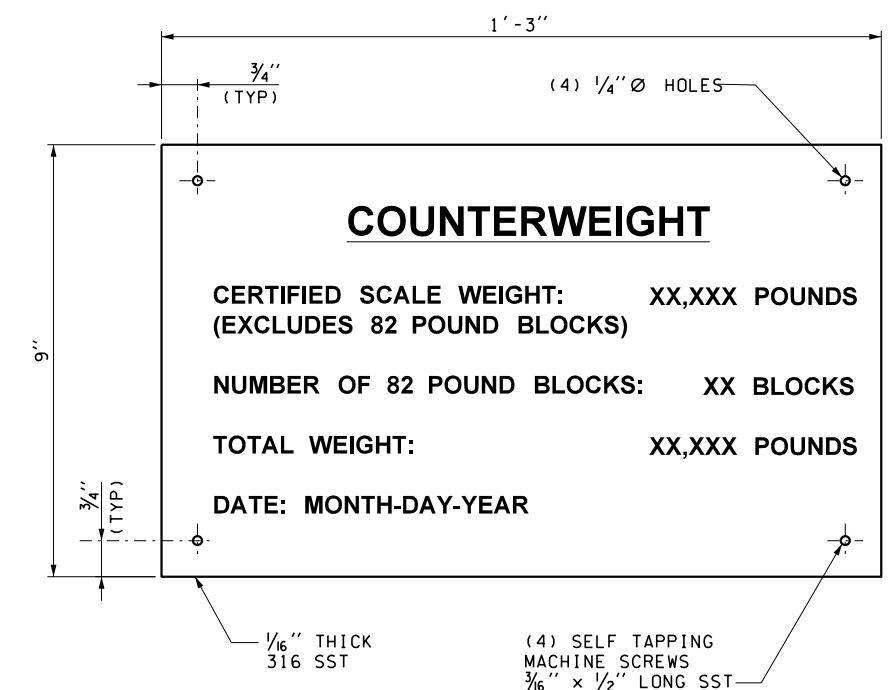 1'-3"
3/4"
(TYP)
(4) 1/4"Ø HOLES
COUNTERWEIGHT
CERTIFIED SCALE WEIGHT: XX,XXX POUNDS
(EXCLUDES 82 POUND BLOCKS)
9"
NUMBER OF 82 POUND BLOCKS: XX BLOCKS
TOTAL WEIGHT: XX,XXX POUNDS
3/4"
(TYP)
DATE: MONTH-DAY-YEAR
1/16" THICK
316 SST
(4) SELF TAPPING
MACHINE SCREWS
3/16" × 1/2" LONG SST